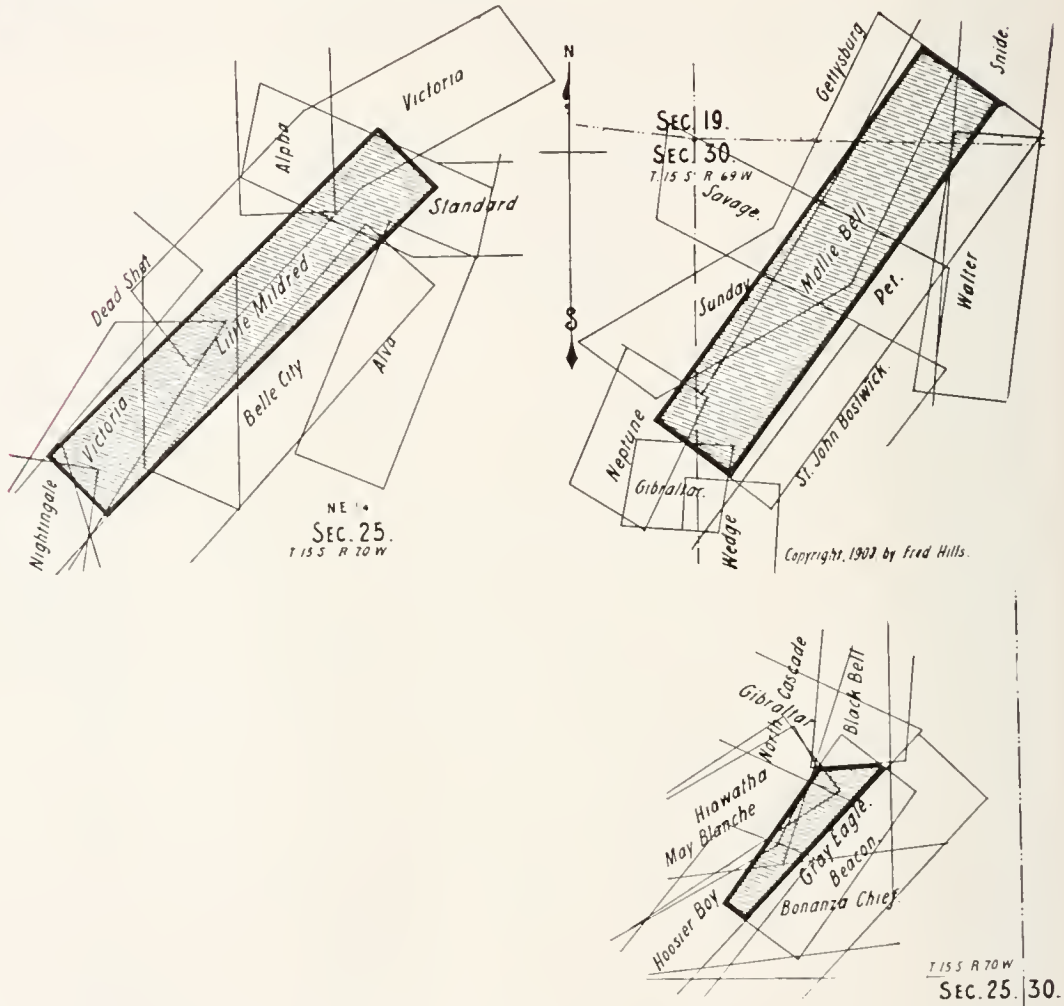 Victoria
Alpha
Standard
Dead Shot
Little Mildred
Victoria
Belle City
Alva
Nightingale
NE ¼
SEC. 25.
T 15 S R 70 W
N
S
Gettysburg
Snide.
SEC. 19.
SEC. 30.
T. 15 S. R 69 W
Savage.
Sunday
Mollie Bell
Pet.
Walter
Neptune
Gibraltar.
Wedge
St. John Bostwick.
Copyright, 1900, by Fred Hills.
Gibraltar
North Cascade
Black Bell
Hiawatha
May Blanche
Gray Eagle.
Beacon.
Bonanza Chief.
Hoosier Boy
T 15 S R 70 W
SEC. 25. 30.